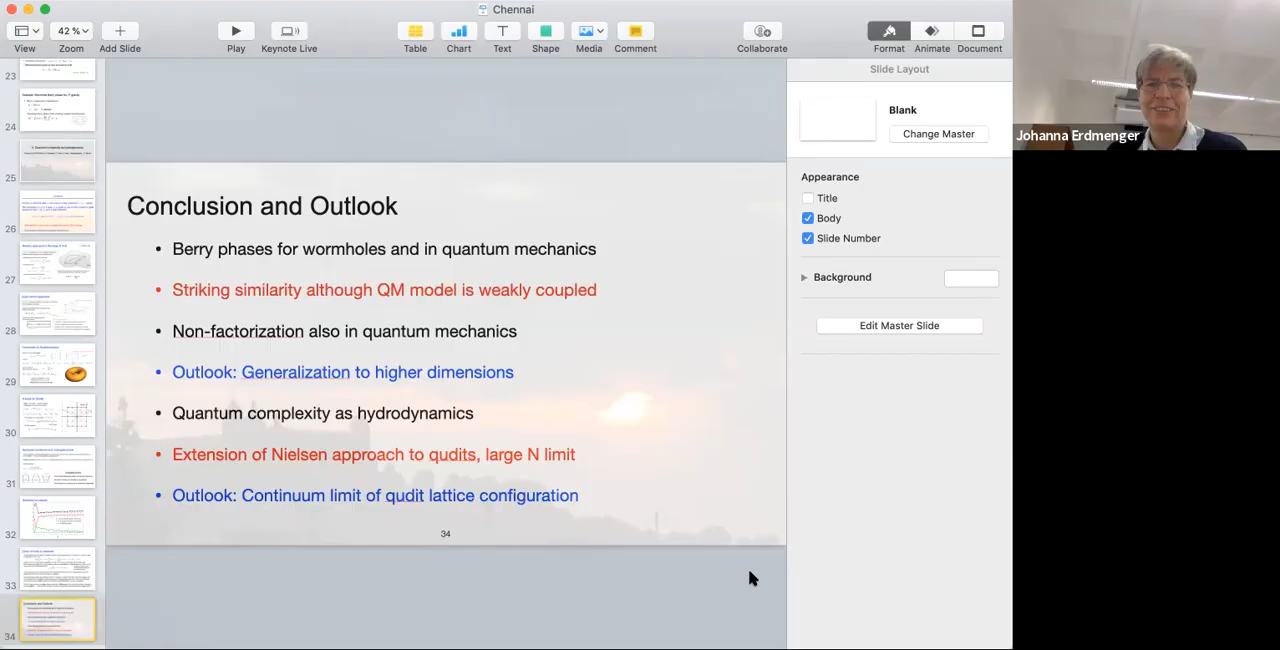 Chennai
42 %
View
Zoom
Add Slide
Play
Keynote Live
Table
Chart
Text
Shape
Media
Comment
Collaborate
Format
Animate
Document
23
24
25
26
27
28
29
30
31
32
33
34
Conclusion and Outlook
• Berry phases for wormholes and in quantum mechanics
• Striking similarity although QM model is weakly coupled
• Nonfactorization also in quantum mechanics
• Outlook: Generalization to higher dimensions
• Quantum complexity as hydrodynamics
• Extension of Nielsen approach to qudits, large N limit
• Outlook: Continuum limit of qudit lattice configuration
34
Slide Layout
Blank
Change Master
Appearance
Title
Body
Slide Number
Background
Edit Master Slide
Johanna Erdmenger